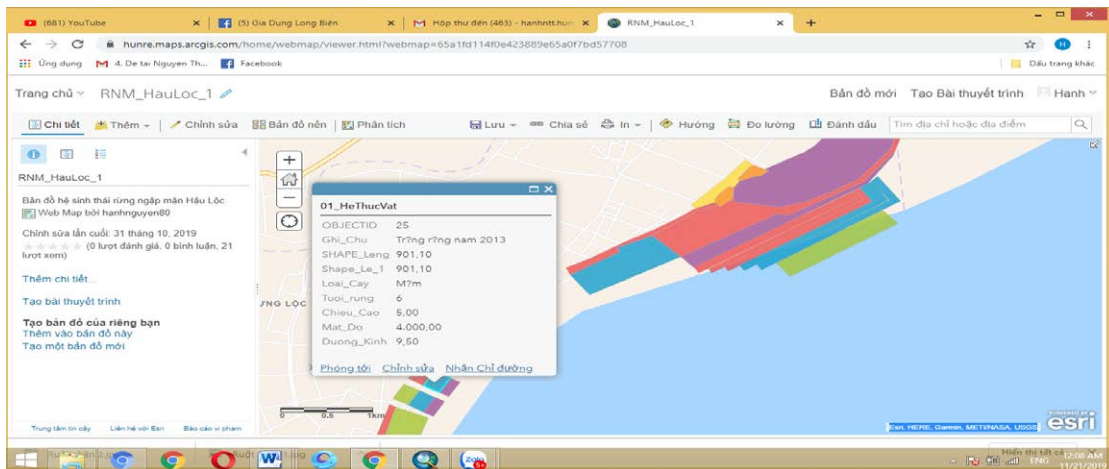 (681) YouTube
(5) Gia Dung Long Biên
Hộp thư đến (463) - hanhntt.hun
RNM_HauLoc_1
hunre.maps.arcgis.com/home/webmap/viewer.html?webmap=65a1fd114f0e423889e65a0f7bd57708
Ứng dụng
4. De tai Nguyen Th...
Facebook
Dấu trang khác
Trang chủ
RNM_HauLoc_1
Bản đồ mới
Tạo Bài thuyết trình
Hanh
Chi tiết
Thêm
Chỉnh sửa
Bản đồ nền
Phân tích
Lưu
Chia sẻ
In
Hướng
Đo lường
Đánh dấu
Tìm địa chỉ hoặc địa điểm
RNM_HauLoc_1
Bản đồ hệ sinh thái rừng ngập mặn Hậu Lộc
Web Map bởi hanhnguyen80
Chỉnh sửa lần cuối: 31 tháng 10, 2019
(0 lượt đánh giá, 0 bình luận, 21
lượt xem)
Thêm chi tiết...
Tạo bài thuyết trình
Tạo bản đồ của riêng bạn
Thêm vào bản đồ này
Tạo một bản đồ mới
Trung tâm tin cậy
Liên hệ với Esri
Báo cáo vi phạm
01_HeThucVat
OBJECTID 25
Ghi_Chu Tr?ng r?ng nam 2013
SHAPE_Leng 901,10
Shape_Le_1 901,10
Loai_Cay M?m
Tuoi_rung 6
Chieu_Cao 5,00
Mat_Do 4.000,00
Duong_Kinh 9,50
Phóng tới
Chỉnh sửa
Nhận Chỉ đường
ƯNG LỘC
0 0.5 1km
Esri, HERE, Garmin, METI/NASA, USGS
POWERED BY
esri
Hiển thị tất cả
ENG
12:08 AM
11/21/2019